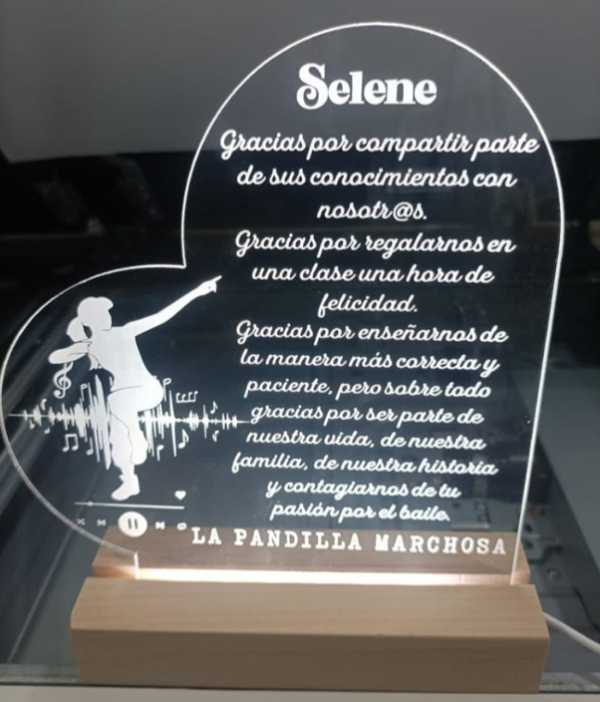 Selene
Gracias por compartir parte
de sus conocimientos con
nosotr@s.
Gracias por regalarnos en
una clase una hora de
felicidad.
Gracias por enseñarnos de
la manera más correcta y
paciente, pero sobre todo
gracias por ser parte de
nuestra vida, de nuestra
familia, de nuestra historia
y contagiarnos de tu
pasión por el baile.
LA PANDILLA MARCHOSA